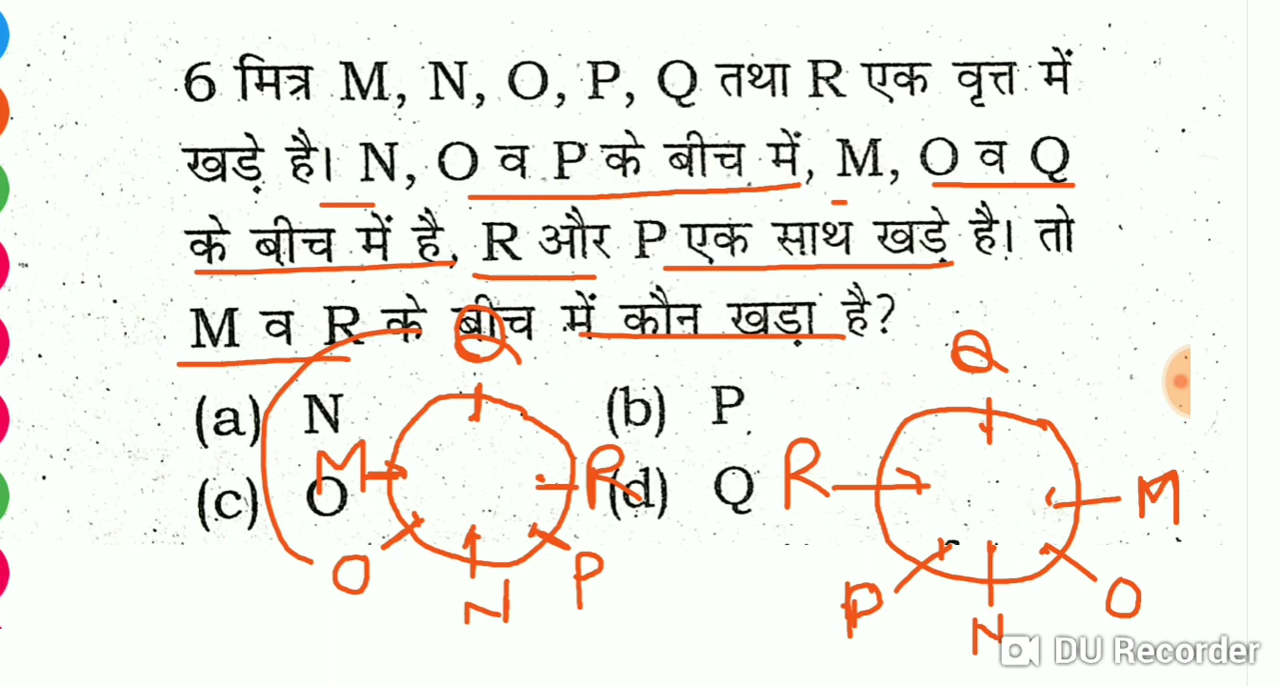 6 मित्र M, N, O, P, Q तथा R एक वृत्त में
खड़े है। N, O व P के बीच में, M, O व Q
के बीच में है, R और P एक साथ खड़े है। तो
M व R के बीच में कौन खड़ा है?
(a) N (b) P
(c) O (d) Q
Q
M R
O P
N
Q
R M
P O
N
DU Recorder